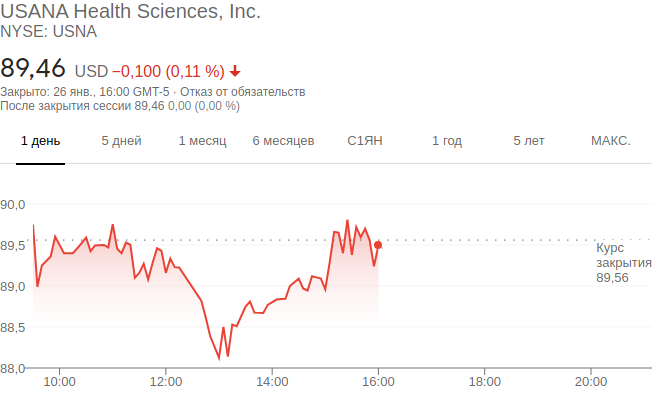 USANA Health Sciences, Inc.
NYSE: USNA
89,46 USD −0,100 (0,11 %)
Закрыто: 26 янв., 16:00 GMT-5 · Отказ от обязательств
После закрытия сессии 89,46 0,00 (0,00 %)
1 день 5 дней 1 месяц 6 месяцев С1ЯН 1 год 5 лет МАКС.
90,0
89,5
89,0
88,5
88,0
Курс
закрытия
89,56
10:00 12:00 14:00 16:00 18:00 20:00